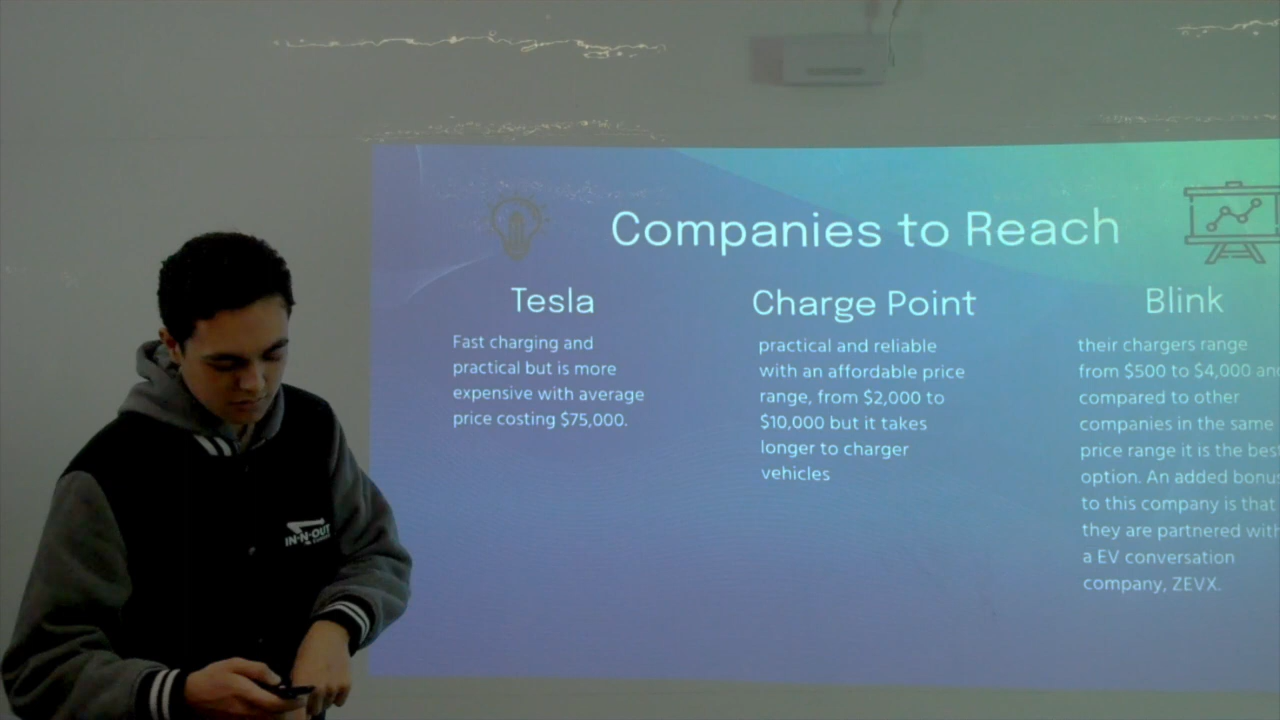 Companies to Reach
Tesla
Fast charging and
practical but is more
expensive with average
price costing $75,000.
Charge Point
practical and reliable
with an affordable price
range, from $2,000 to
$10,000 but it takes
longer to charger
vehicles
Blink
their chargers range
from $500 to $4,000 and
compared to other
companies in the same
price range it is the best
option. An added bonus
to this company is that
they are partnered with
a EV conversation
company, ZEVX.
IN-N-OUT